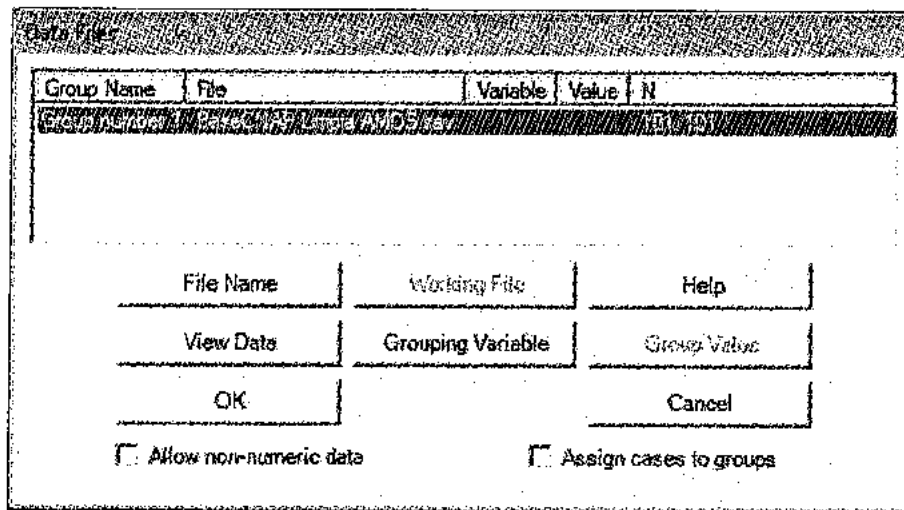 Data Files
Group Name File Variable Value N
File Name Working File Help
View Data Grouping Variable Group Value
OK Cancel
Allow non-numeric data Assign cases to groups